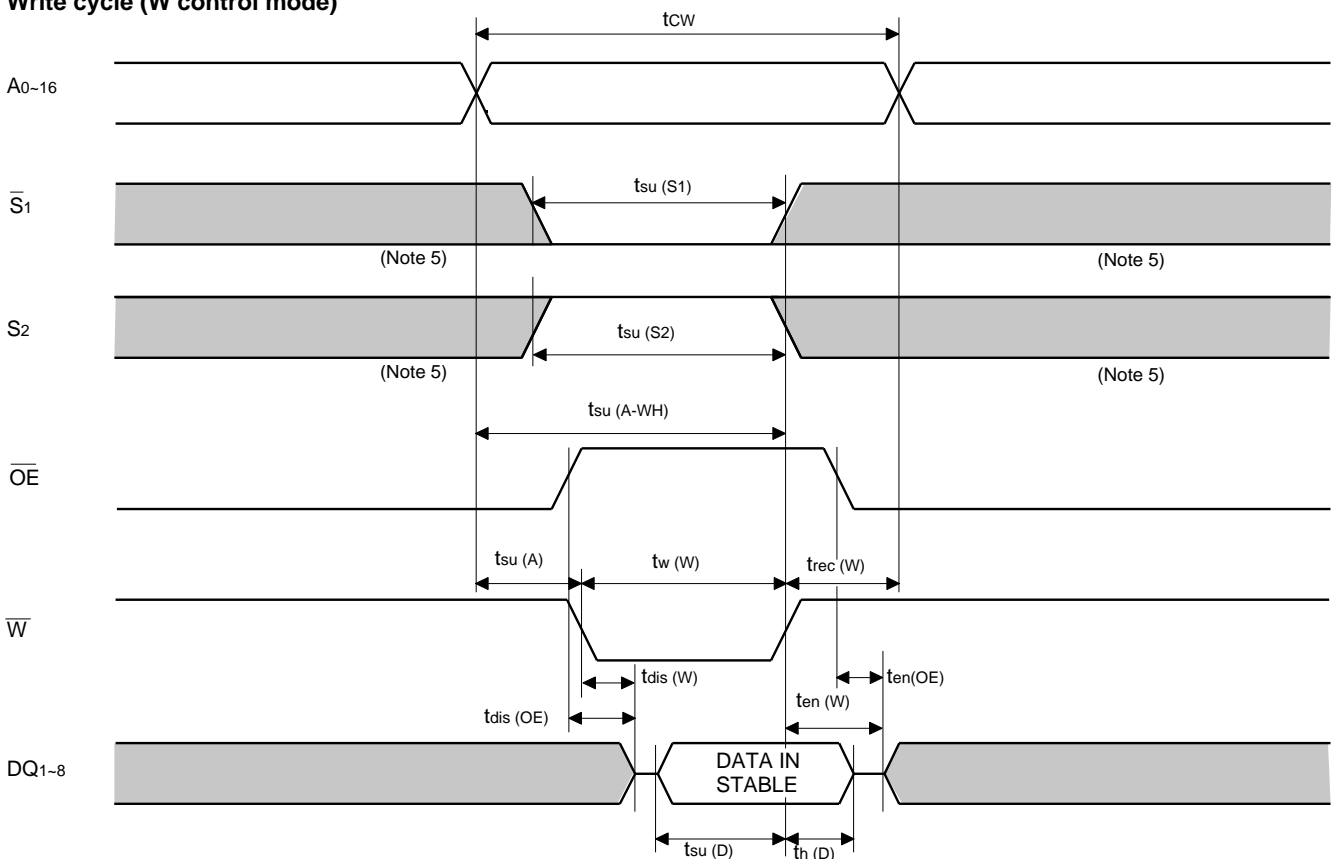 Write cycle (W control mode)
tCW
A0~16
S1
tsu (S1)
(Note 5)
(Note 5)
S2
tsu (S2)
(Note 5)
(Note 5)
tsu (A-WH)
OE
tsu (A)
tw (W)
trec (W)
W
tdis (W)
ten(OE)
tdis (OE)
ten (W)
DQ1~8
DATA IN
STABLE
tsu (D)
th (D)